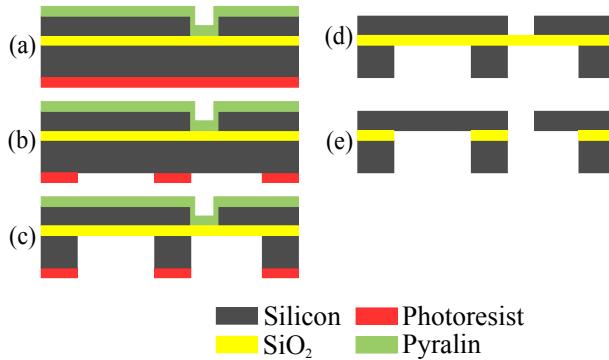 (a)
(b)
(c)
(d)
(e)
Silicon
Photoresist
SiO₂
Pyralin